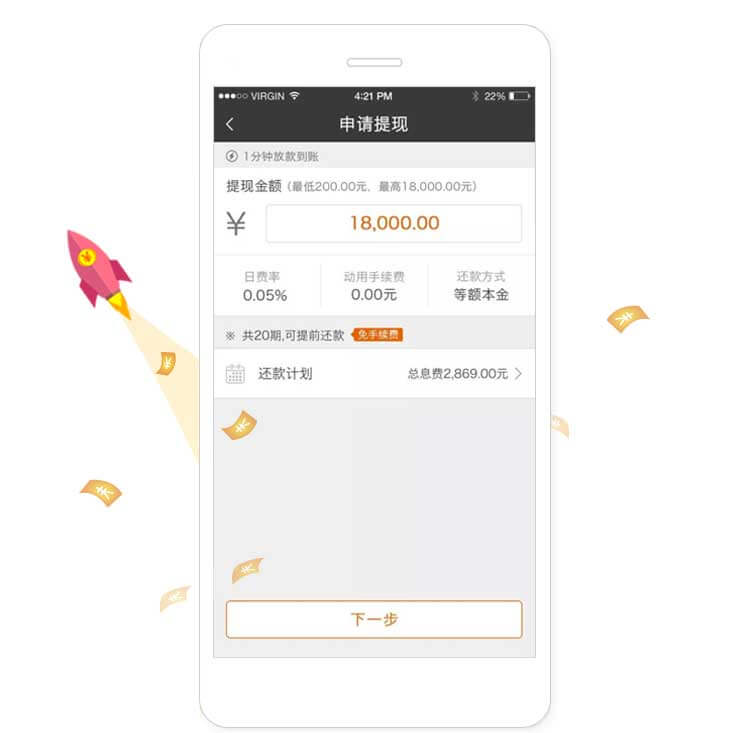 VIRGIN 4:21 PM 22%
申请提现
1分钟放款到账
提现金额(最低200.00元, 最高18,000.00元)
¥ 18,000.00
日费率 动用手续费 还款方式
0.05% 0.00元 等额本金
※ 共20期,可提前还款 免手续费
还款计划 总息费2,869.00元
下一步